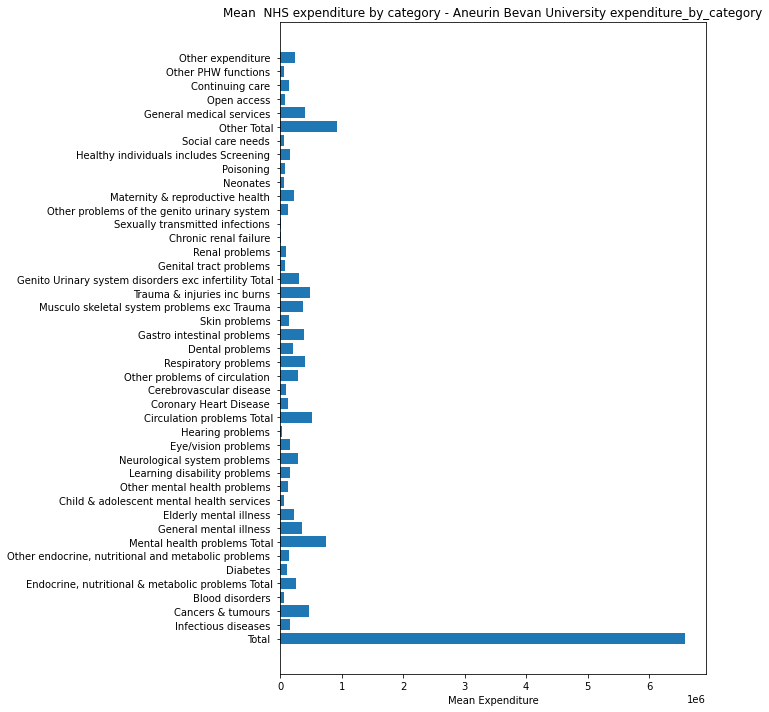 Mean  NHS expenditure by category - Aneurin Bevan University expenditure_by_category
Other expenditure
Other PHW functions
Continuing care
Open access
General medical services
Other Total
Social care needs
Healthy individuals includes Screening
Poisoning
Neonates
Maternity & reproductive health
Other problems of the genito urinary system
Sexually transmitted infections
Chronic renal failure
Renal problems
Genital tract problems
Genito Urinary system disorders exc infertility Total
Trauma & injuries inc burns
Musculo skeletal system problems exc Trauma
Skin problems
Gastro intestinal problems
Dental problems
Respiratory problems
Other problems of circulation
Cerebrovascular disease
Coronary Heart Disease
Circulation problems Total
Hearing problems
Eye/vision problems
Neurological system problems
Learning disability problems
Other mental health problems
Child & adolescent mental health services
Elderly mental illness
General mental illness
Mental health problems Total
Other endocrine, nutritional and metabolic problems
Diabetes
Endocrine, nutritional & metabolic problems Total
Blood disorders
Cancers & tumours
Infectious diseases
Total
0 1 2 3 4 5 6
Mean Expenditure
1e6